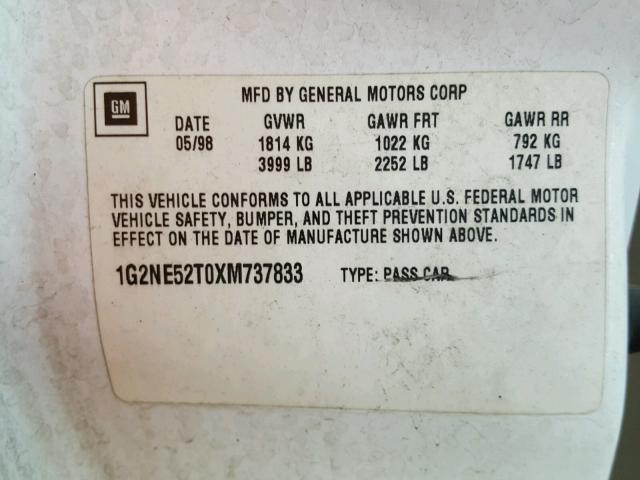 GM
MFD BY GENERAL MOTORS CORP
DATE GVWR GAWR FRT GAWR RR
05/98 1814 KG 1022 KG 792 KG
3999 LB 2252 LB 1747 LB
THIS VEHICLE CONFORMS TO ALL APPLICABLE U.S. FEDERAL MOTOR
VEHICLE SAFETY, BUMPER, AND THEFT PREVENTION STANDARDS IN
EFFECT ON THE DATE OF MANUFACTURE SHOWN ABOVE.
1G2NE52T0XM737833 TYPE: PASS CAR